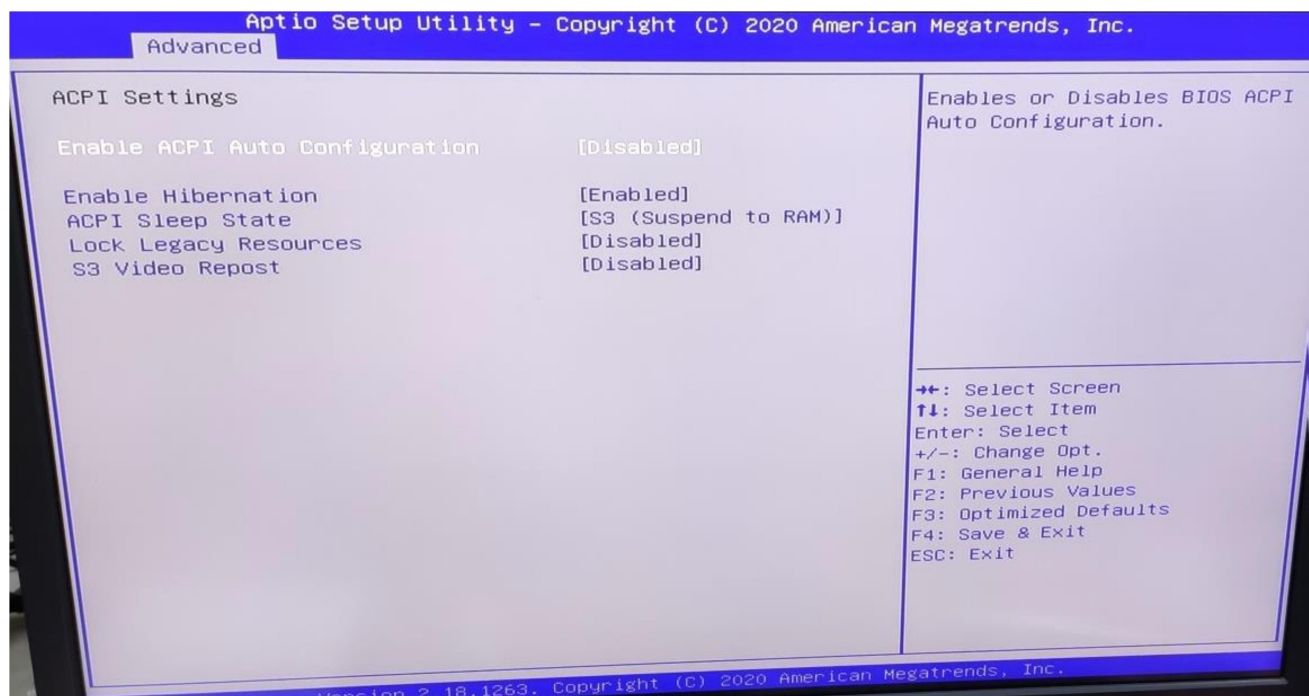 Aptio Setup Utility – Copyright (C) 2020 American Megatrends, Inc.
Advanced
ACPI Settings
Enable ACPI Auto Configuration [Disabled]
Enable Hibernation [Enabled]
ACPI Sleep State [S3 (Suspend to RAM)]
Lock Legacy Resources [Disabled]
S3 Video Repost [Disabled]
Enables or Disables BIOS ACPI
Auto Configuration.
→←: Select Screen
↑↓: Select Item
Enter: Select
+/-: Change Opt.
F1: General Help
F2: Previous Values
F3: Optimized Defaults
F4: Save & Exit
ESC: Exit
Version 2.18.1263. Copyright (C) 2020 American Megatrends, Inc.